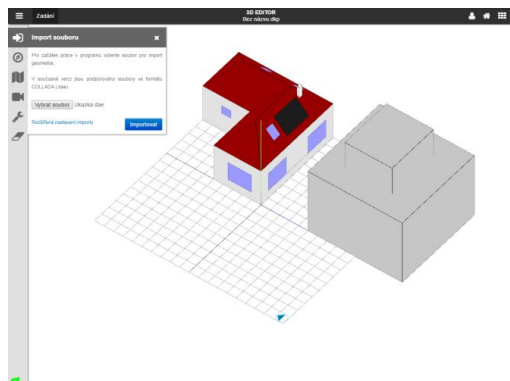 Zadání
3D EDITOR
Bez názvu.dkp
Import souboru
Pro začátek práce v programu vyberte soubor pro import
geometrie.
V současné verzi jsou podporovány soubory ve formátu
COLLADA (.dae).
Vybrat soubor Ukazka.dae
Rozšířená nastavení importu
Importovat